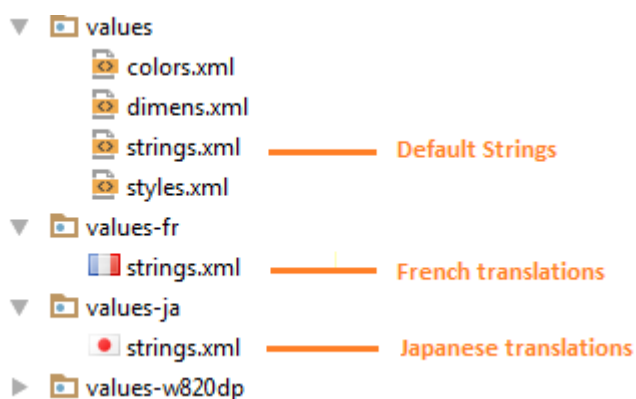 values
colors.xml
dimens.xml
strings.xml Default Strings
styles.xml
values-fr
strings.xml French translations
values-ja
strings.xml Japanese translations
values-w820dp